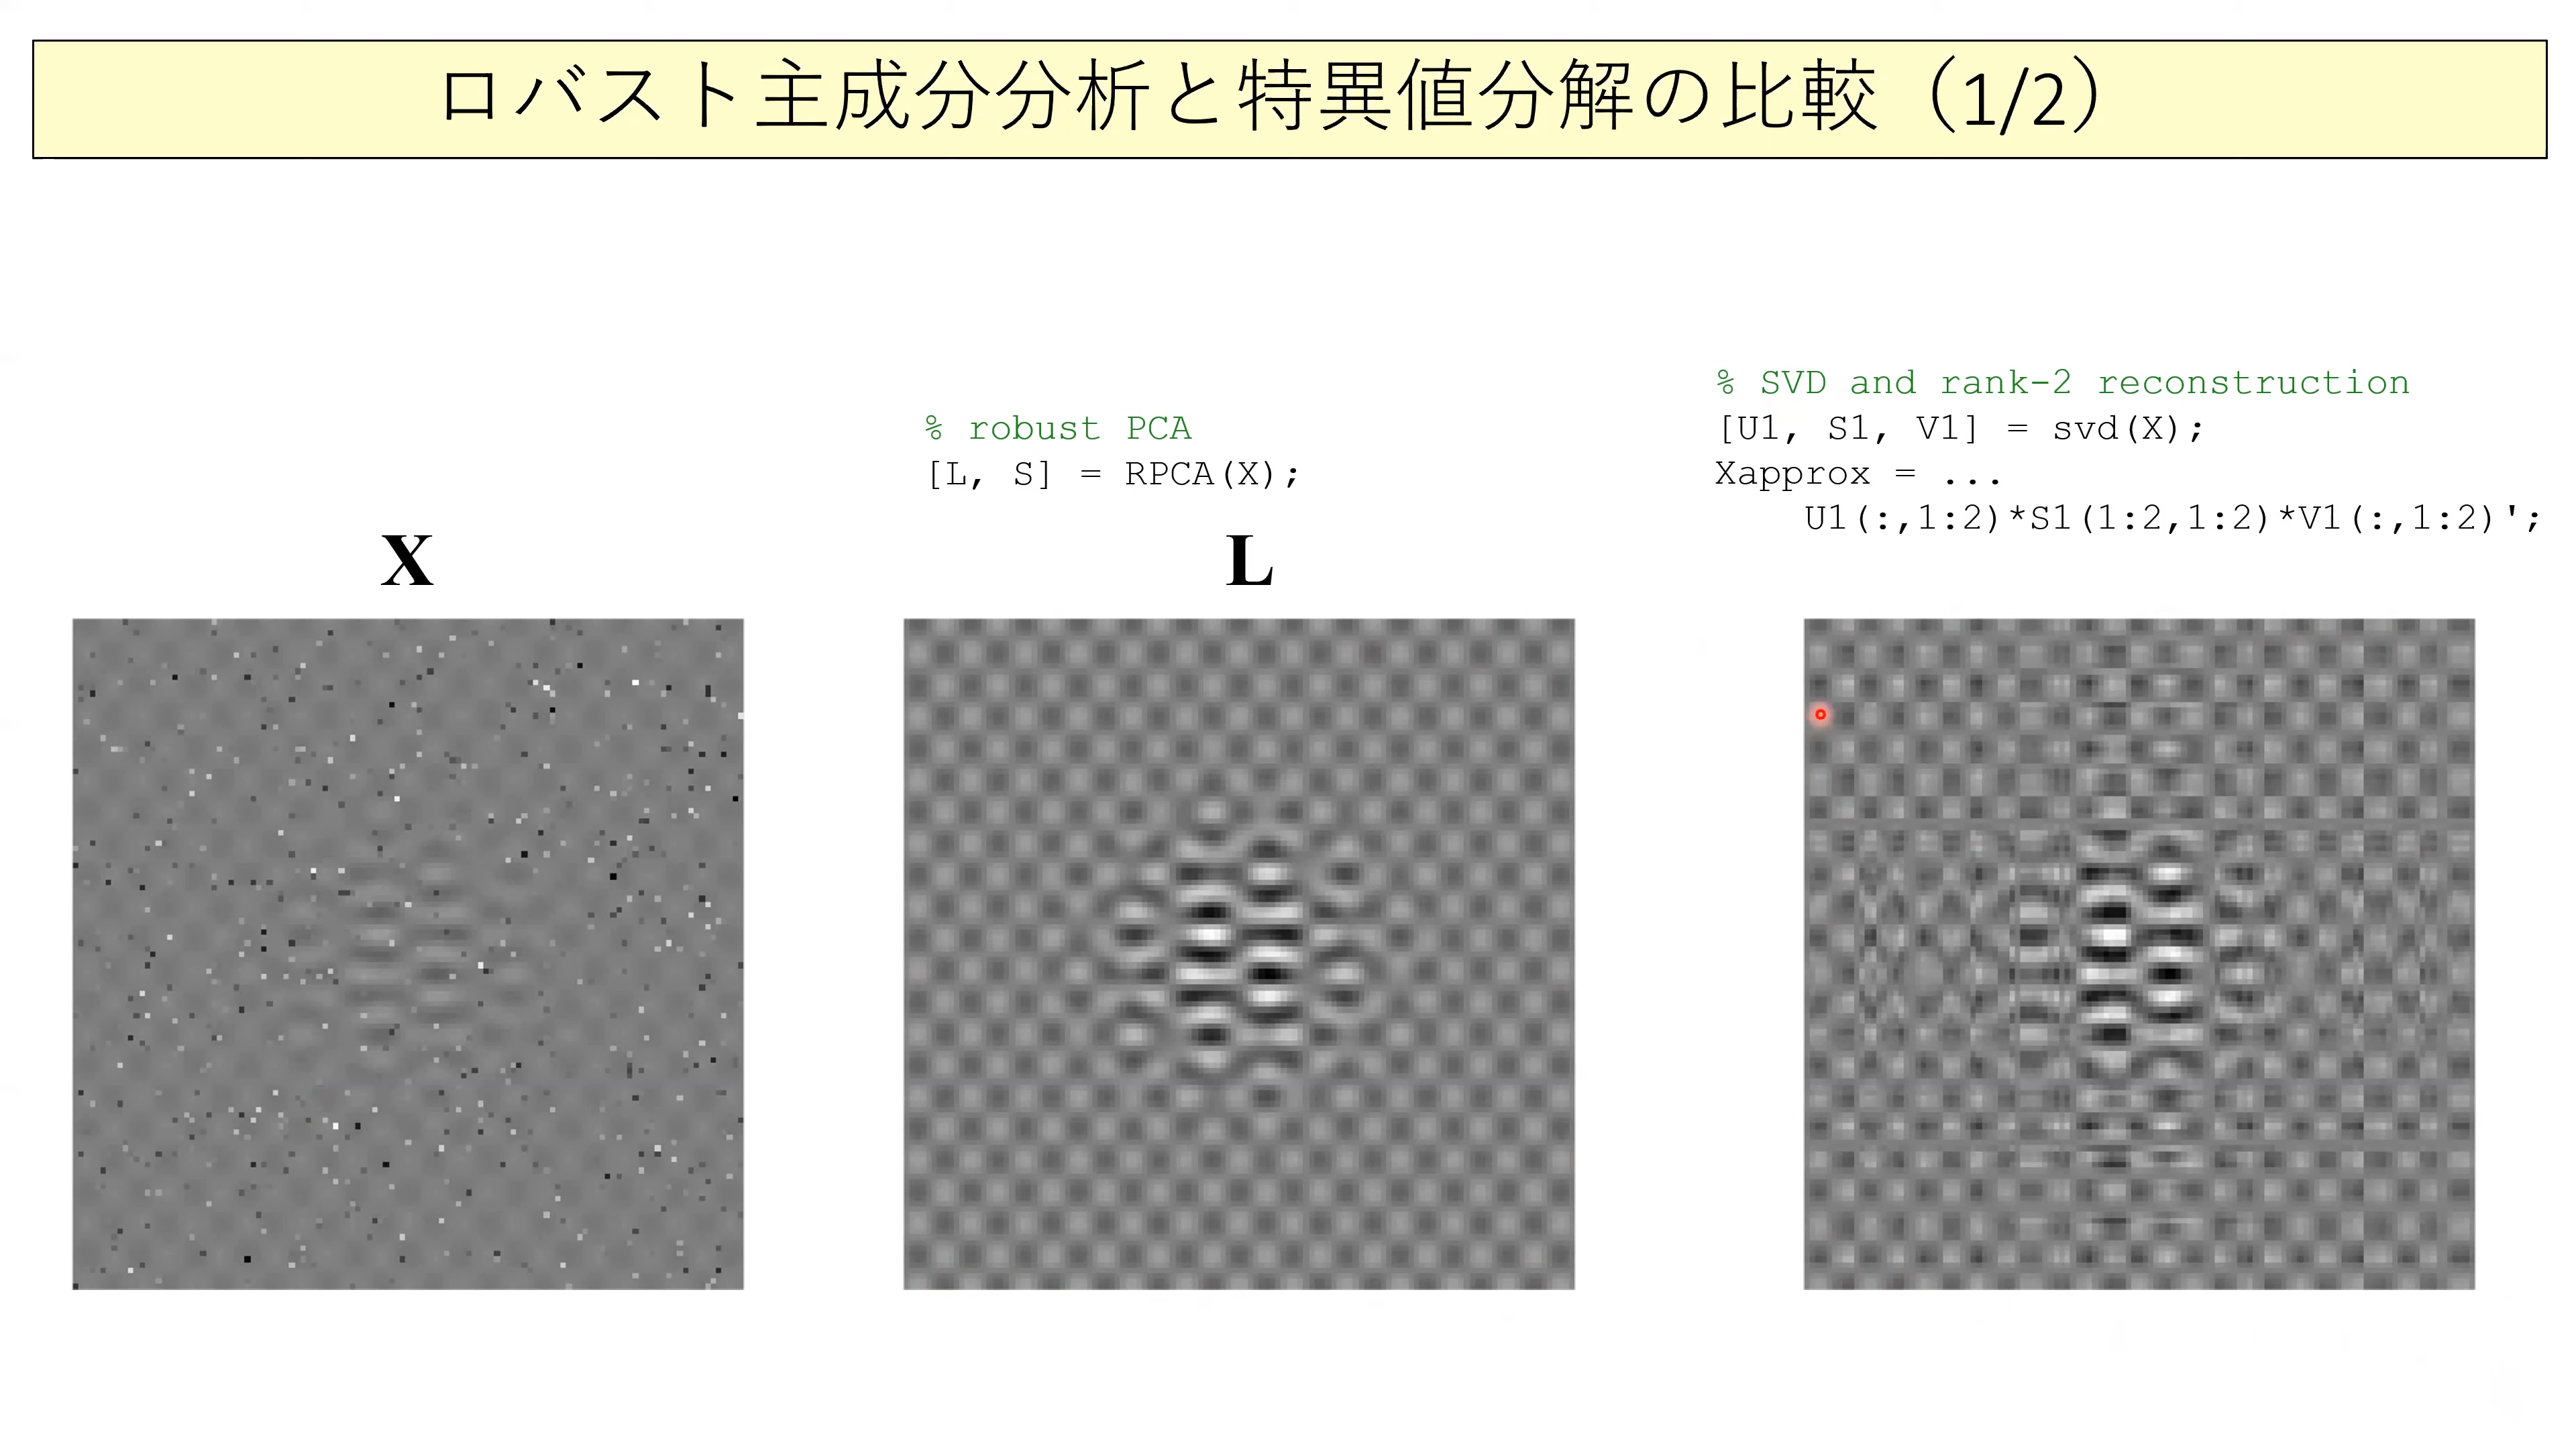 ロバスト主成分分析と特異値分解の比較（1/2）
% robust PCA
[L, S] = RPCA(X);
% SVD and rank-2 reconstruction
[U1, S1, V1] = svd(X);
Xapprox = ...
U1(:,1:2)*S1(1:2,1:2)*V1(:,1:2)';
X
L